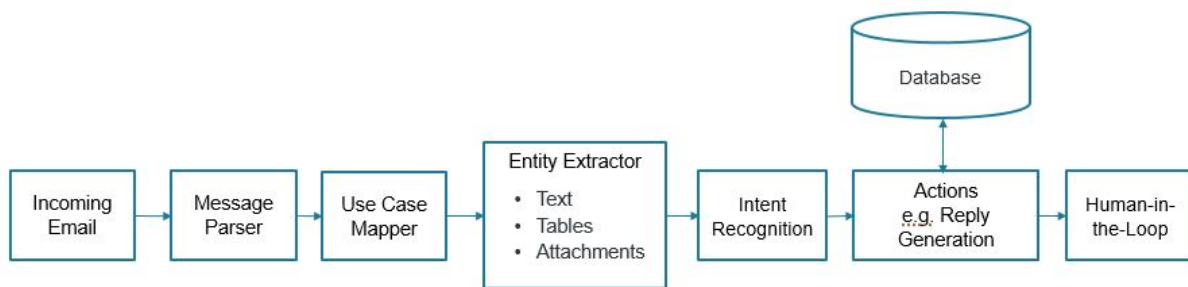 Database
Incoming
Email
Message
Parser
Use Case
Mapper
Entity Extractor
• Text
• Tables
• Attachments
Intent
Recognition
Actions
e.g. Reply
Generation
Human-in-
the-Loop